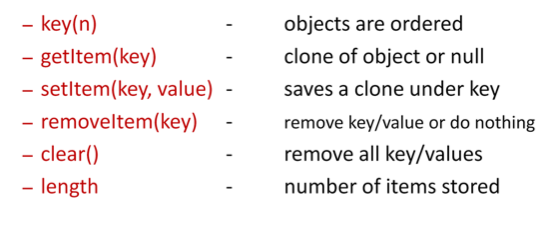 – key(n) - objects are ordered
– getItem(key) - clone of object or null
– setItem(key, value) - saves a clone under key
– removeItem(key) - remove key/value or do nothing
– clear() - remove all key/values
– length - number of items stored